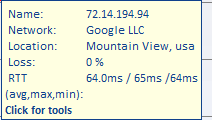 Name: 72.14.194.94
Network: Google LLC
Location: Mountain View, usa
Loss: 0 %
RTT 64.0ms / 65ms /64ms
(avg,max,min):
Click for tools